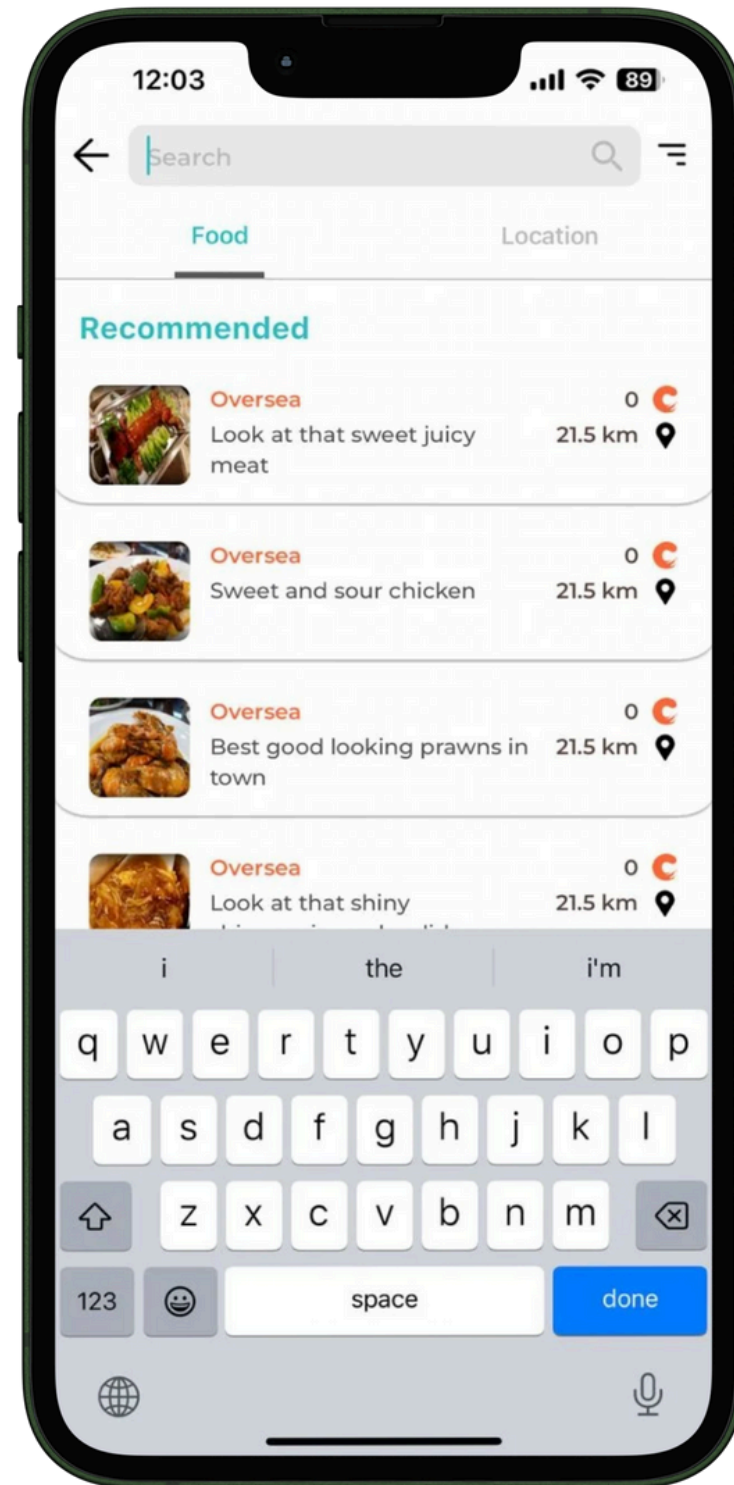 12:03
89
Search
Food Location
Recommended
Oversea 0
Look at that sweet juicy 21.5 km
meat
Oversea 0
Sweet and sour chicken 21.5 km
Oversea 0
Best good looking prawns in 21.5 km
town
Oversea 0
Look at that shiny 21.5 km
i the i'm
q w e r t y u i o p
a s d f g h j k l
z x c v b n m
123 space done